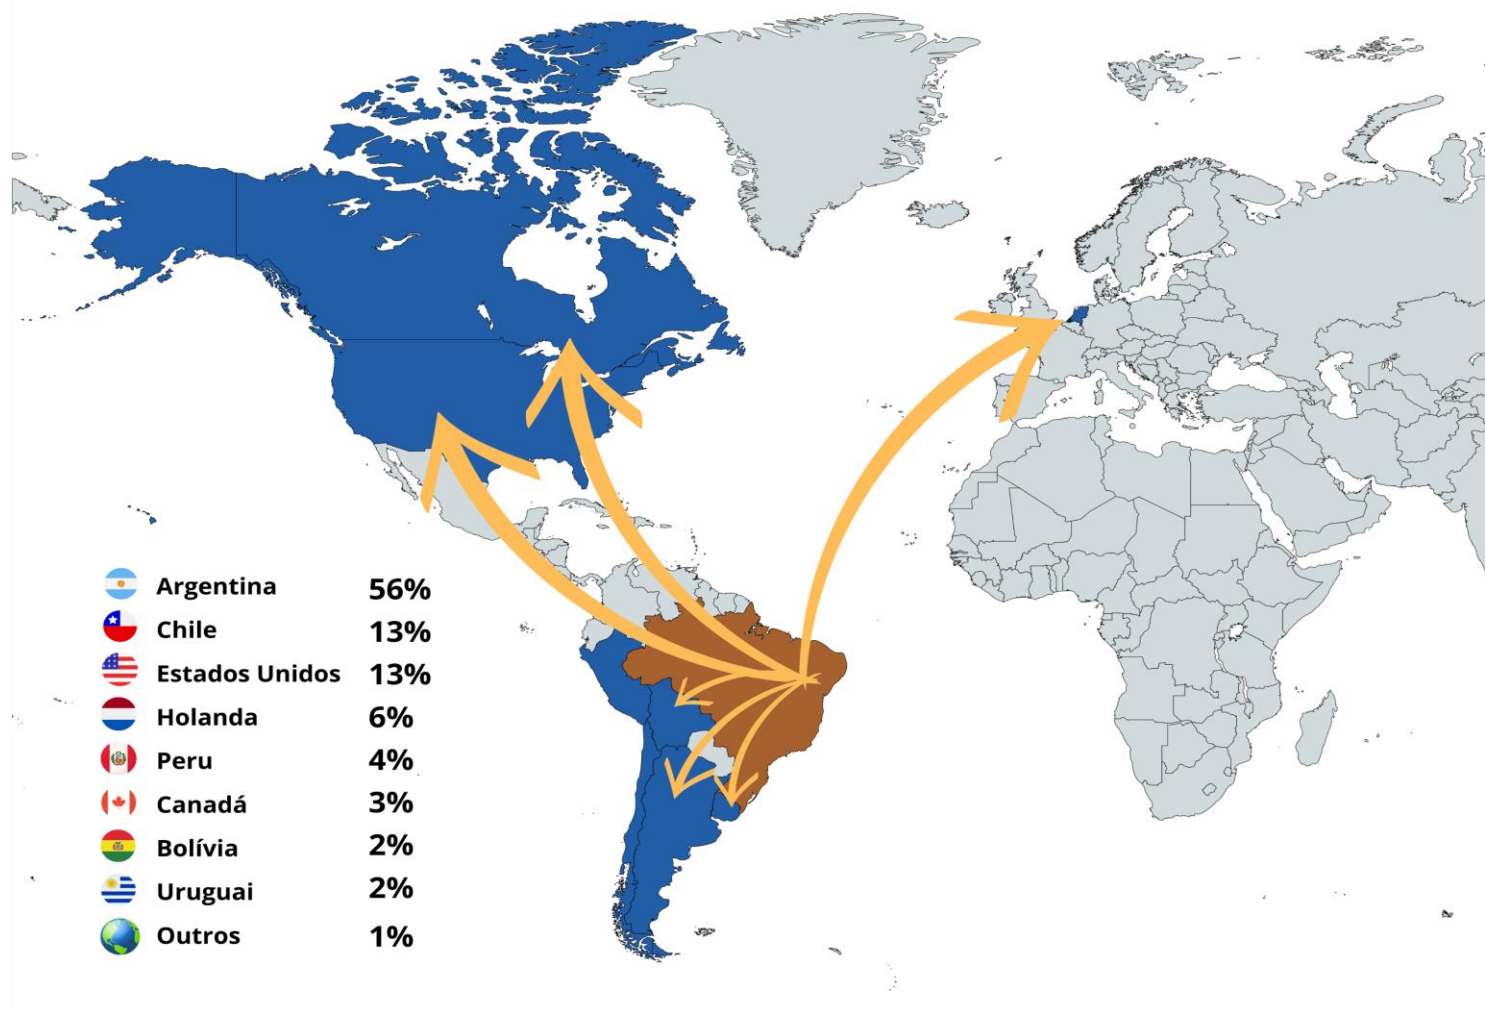 Argentina 56%
Chile 13%
Estados Unidos 13%
Holanda 6%
Peru 4%
Canadá 3%
Bolívia 2%
Uruguai 2%
Outros 1%